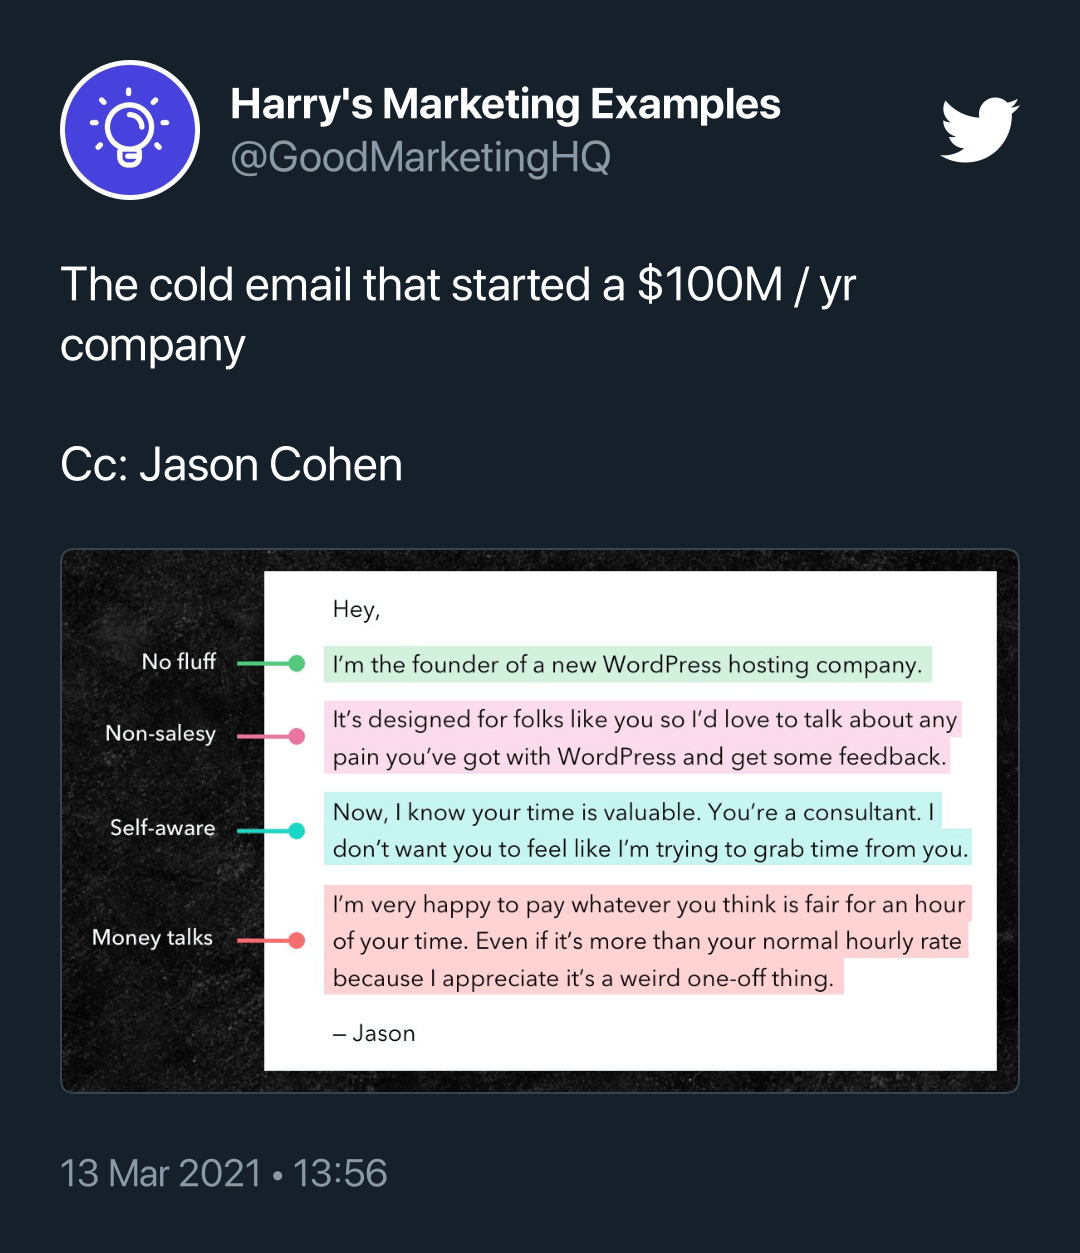 Harry's Marketing Examples
@GoodMarketingHQ
The cold email that started a $100M / yr
company
Cc: Jason Cohen
Hey,
No fluff
I’m the founder of a new WordPress hosting company.
Non-salesy
It’s designed for folks like you so I’d love to talk about any
pain you’ve got with WordPress and get some feedback.
Self-aware
Now, I know your time is valuable. You’re a consultant. I
don’t want you to feel like I’m trying to grab time from you.
Money talks
I’m very happy to pay whatever you think is fair for an hour
of your time. Even if it’s more than your normal hourly rate
because I appreciate it’s a weird one-off thing.
– Jason
13 Mar 2021 • 13:56